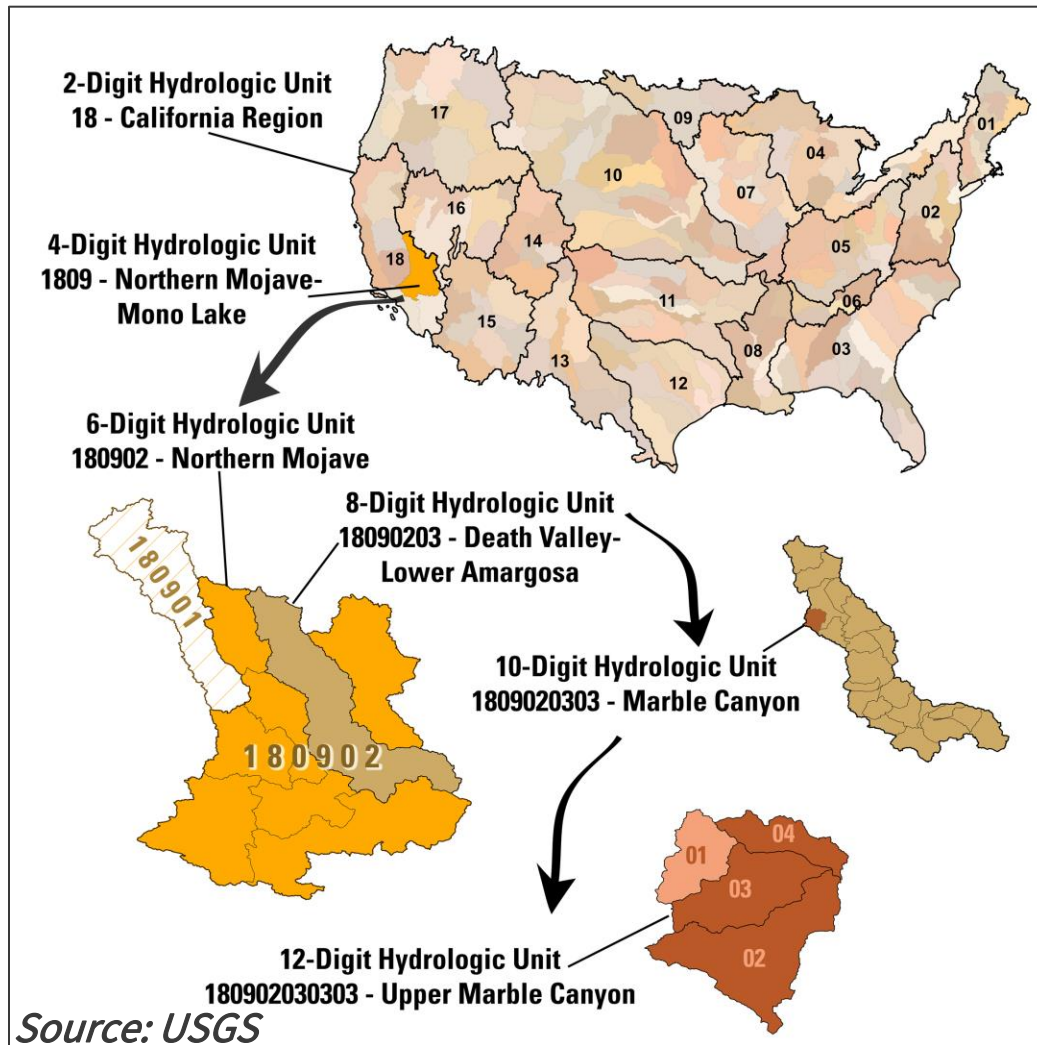 2-Digit Hydrologic Unit
18 - California Region
17
09
01
04
10
07
16
02
4-Digit Hydrologic Unit
1809 - Northern Mojave-
Mono Lake
18
14
05
11
06
15
08
03
13
12
6-Digit Hydrologic Unit
180902 - Northern Mojave
8-Digit Hydrologic Unit
18090203 - Death Valley-
Lower Amargosa
180901
10-Digit Hydrologic Unit
1809020303 - Marble Canyon
180902
04
01
03
02
12-Digit Hydrologic Unit
180902030303 - Upper Marble Canyon
Source: USGS